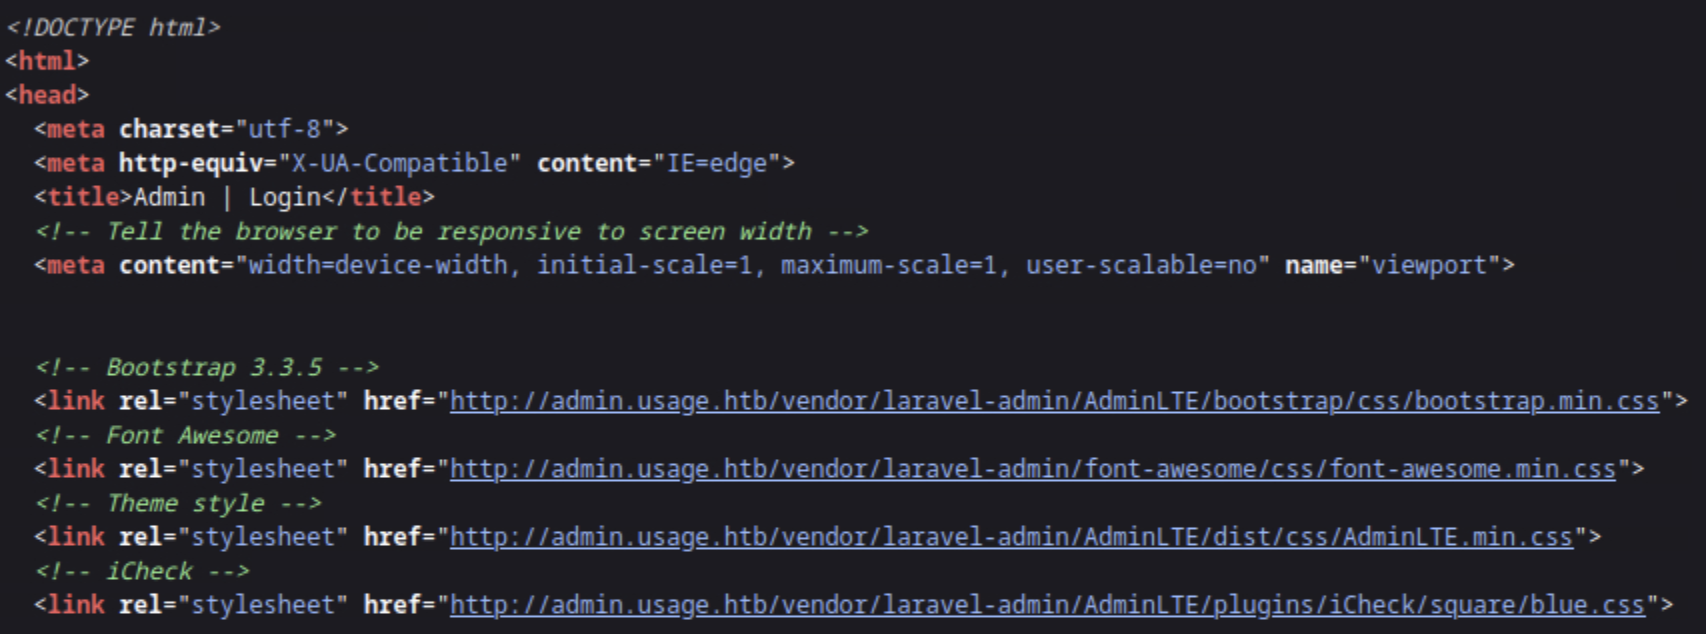 <!DOCTYPE html>
<html>
<head>
  <meta charset="utf-8">
  <meta http-equiv="X-UA-Compatible" content="IE=edge">
  <title>Admin | Login</title>
  <!-- Tell the browser to be responsive to screen width -->
  <meta content="width=device-width, initial-scale=1, maximum-scale=1, user-scalable=no" name="viewport">
  <!-- Bootstrap 3.3.5 -->
  <link rel="stylesheet" href="http://admin.usage.htb/vendor/laravel-admin/AdminLTE/bootstrap/css/bootstrap.min.css">
  <!-- Font Awesome -->
  <link rel="stylesheet" href="http://admin.usage.htb/vendor/laravel-admin/font-awesome/css/font-awesome.min.css">
  <!-- Theme style -->
  <link rel="stylesheet" href="http://admin.usage.htb/vendor/laravel-admin/AdminLTE/dist/css/AdminLTE.min.css">
  <!-- iCheck -->
  <link rel="stylesheet" href="http://admin.usage.htb/vendor/laravel-admin/AdminLTE/plugins/iCheck/square/blue.css">